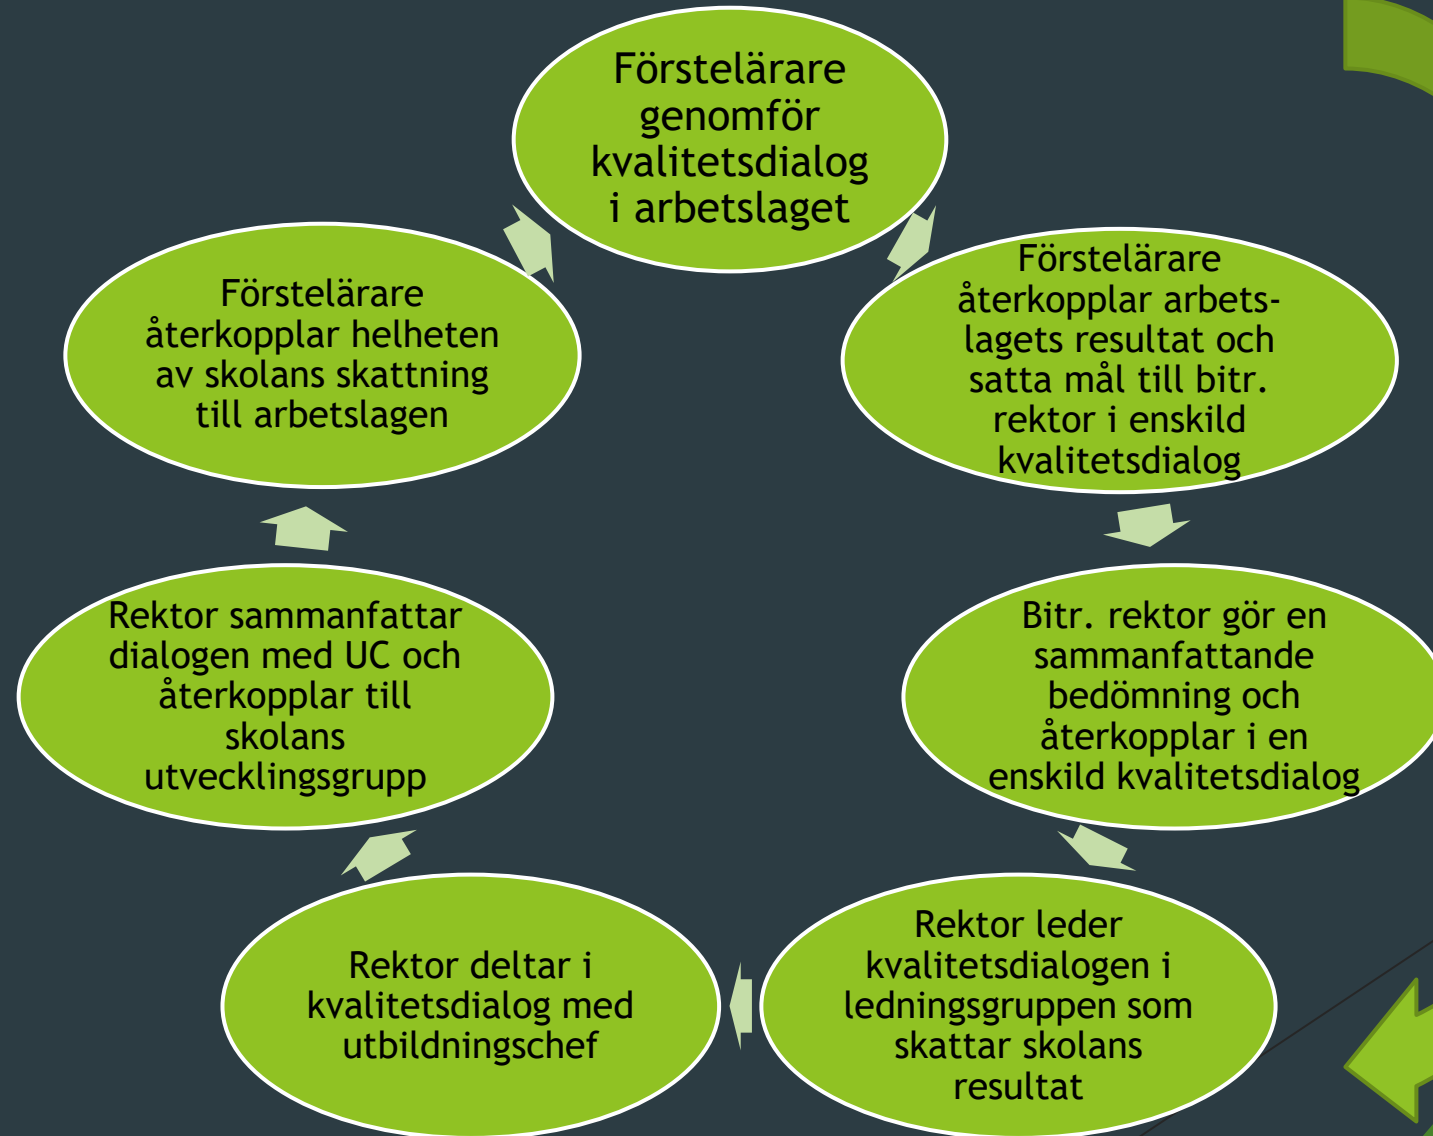 Förstelärare
genomför
kvalitetsdialog
i arbetslaget
Förstelärare
återkopplar arbets-
lagets resultat och
satta mål till bitr.
rektor i enskild
kvalitetsdialog
Bitr. rektor gör en
sammanfattande
bedömning och
återkopplar i en
enskild kvalitetsdialog
Rektor leder
kvalitetsdialogen i
ledningsgruppen som
skattar skolans
resultat
Rektor deltar i
kvalitetsdialog med
utbildningschef
Rektor sammanfattar
dialogen med UC och
återkopplar till
skolans
utvecklingsgrupp
Förstelärare
återkopplar helheten
av skolans skattning
till arbetslagen